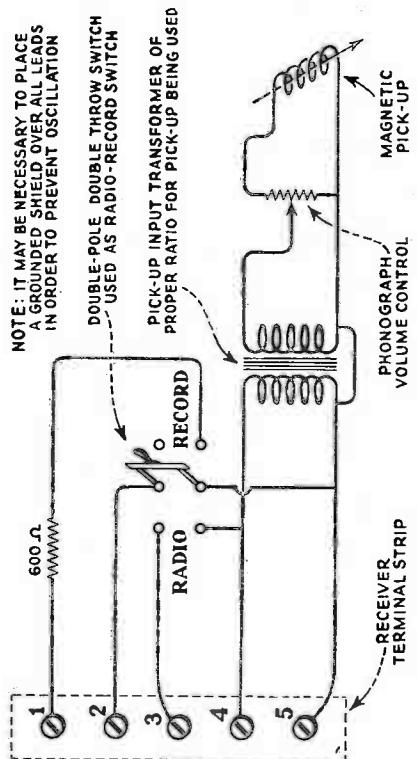 NOTE: IT MAY BE NECESSARY TO PLACE
A GROUNDED SHIELD OVER ALL LEADS
IN ORDER TO PREVENT OSCILLATION
DOUBLE-POLE DOUBLE THROW SWITCH
USED AS RADIO-RECORD SWITCH
PICK-UP INPUT TRANSFORMER OF
PROPER RATIO FOR PICK-UP BEING USED
600 Ω
RADIO
RECORD
1
2
3
4
5
RECEIVER
TERMINAL STRIP
PHONOGRAPH
VOLUME CONTROL
MAGNETIC
PICK-UP